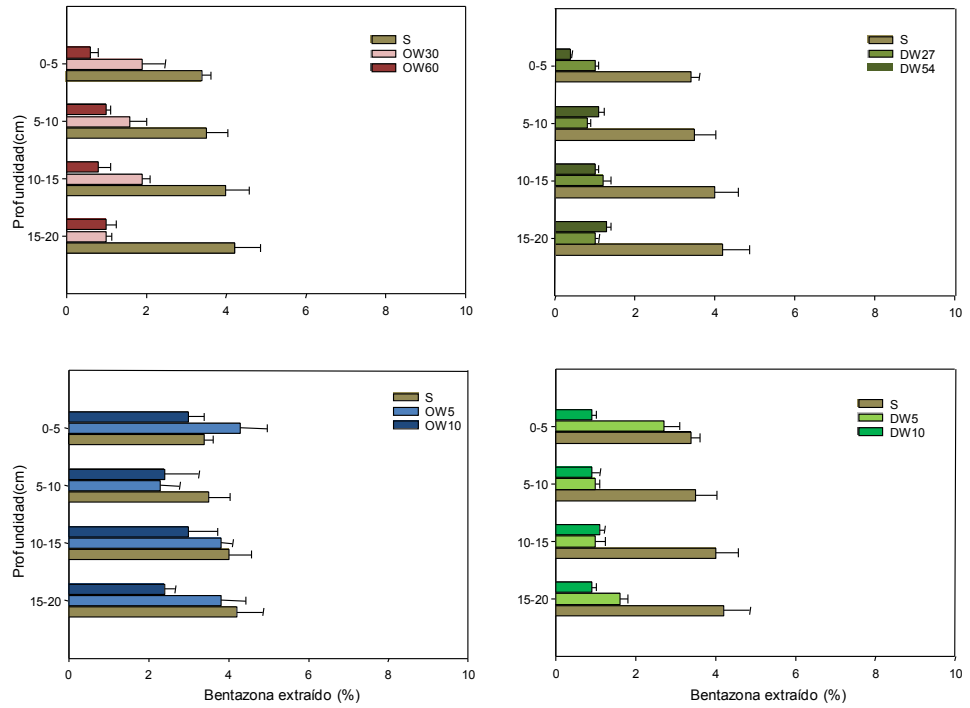 S
OW30
OW60
0-5
5-10
10-15
15-20
Profundidad(cm)
0 2 4 6 8 10
S
DW27
DW54
0-5
5-10
10-15
15-20
0 2 4 6 8 10
S
OW5
OW10
0-5
5-10
10-15
15-20
Profundidad(cm)
0 2 4 6 8 10
Bentazona extraído (%)
S
DW5
DW10
0-5
5-10
10-15
15-20
0 2 4 6 8 10
Bentazona extraído (%)